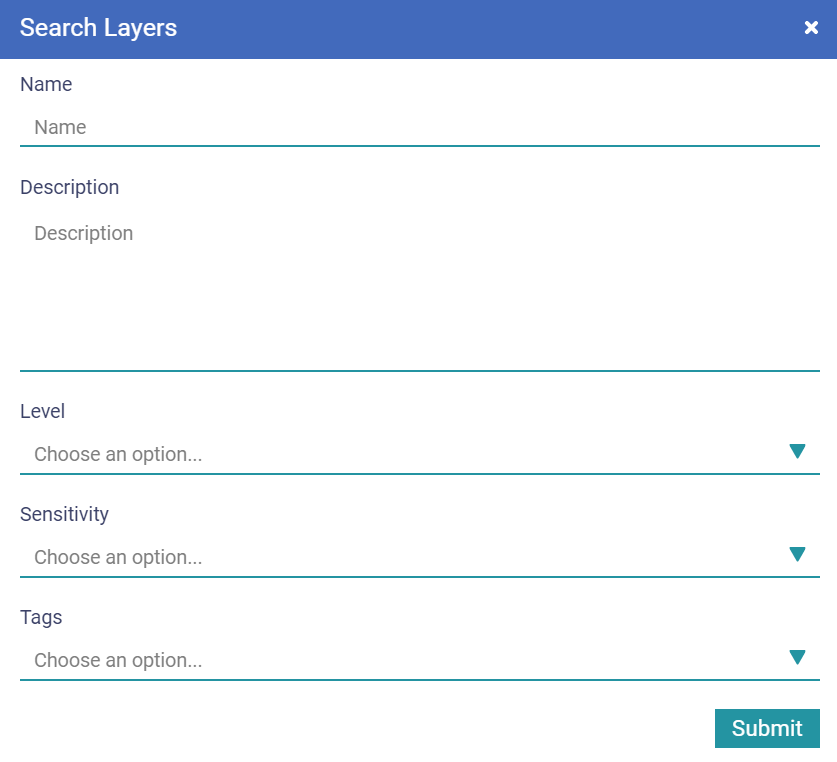 Search Layers
Name
Name
Description
Description
Level
Choose an option...
Sensitivity
Choose an option...
Tags
Choose an option...
Submit